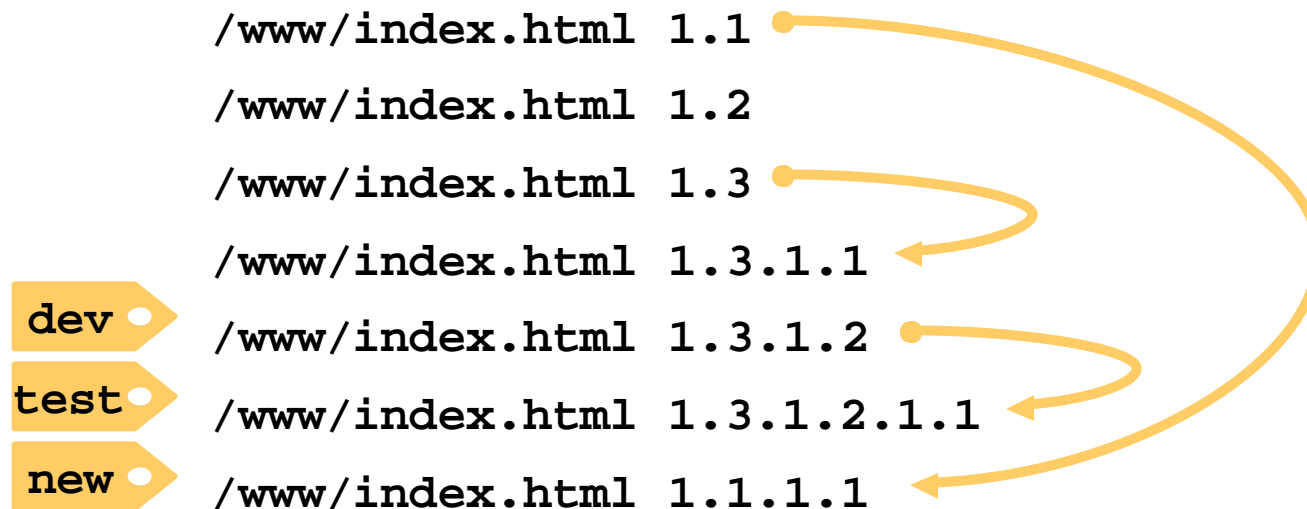 /www/index.html 1.1
/www/index.html 1.2
/www/index.html 1.3
/www/index.html 1.3.1.1
dev /www/index.html 1.3.1.2
test /www/index.html 1.3.1.2.1.1
new /www/index.html 1.1.1.1